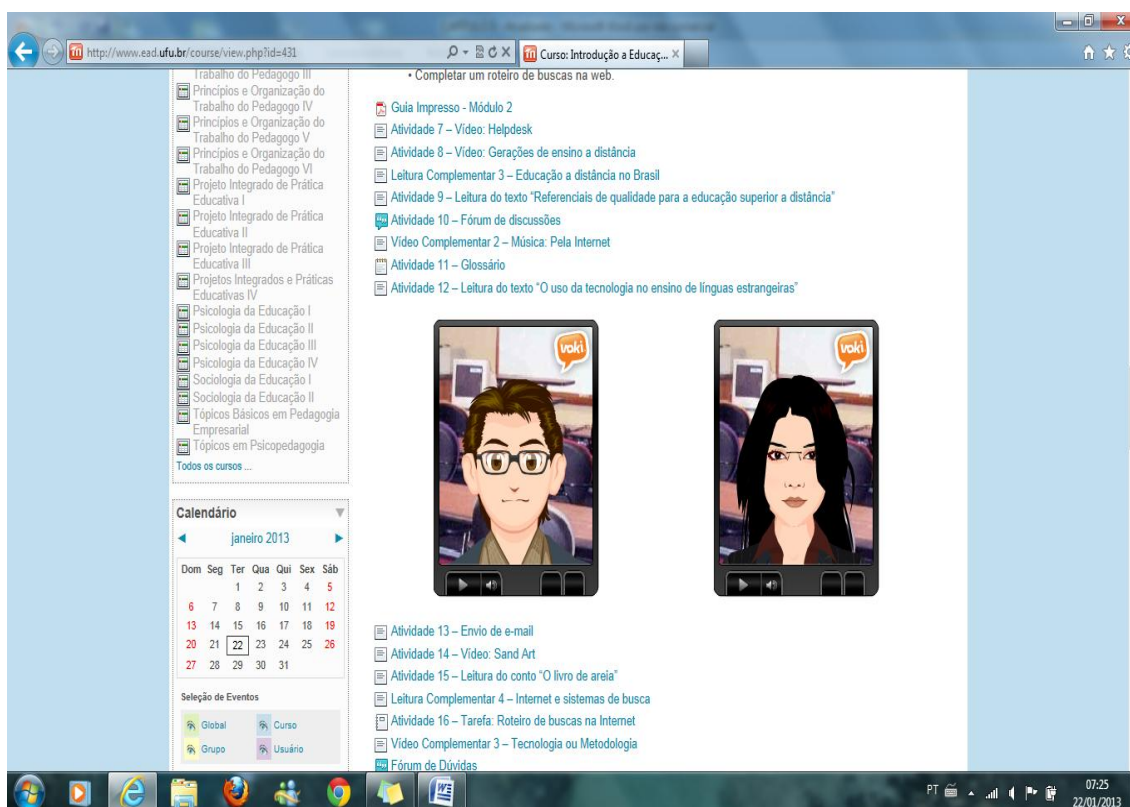 http://www.ead.ufu.br/course/view.php?id=431
Curso: Introdução a Educaç...
Trabalho do Pedagogo III
Princípios e Organização do
Trabalho do Pedagogo IV
Princípios e Organização do
Trabalho do Pedagogo V
Princípios e Organização do
Trabalho do Pedagogo VI
Projeto Integrado de Prática
Educativa I
Projeto Integrado de Prática
Educativa II
Projeto Integrado de Prática
Educativa III
Projetos Integrados e Práticas
Educativas IV
Psicologia da Educação I
Psicologia da Educação II
Psicologia da Educação III
Psicologia da Educação IV
Sociologia da Educação I
Sociologia da Educação II
Tópicos Básicos em Pedagogia
Empresarial
Tópicos em Psicopedagogia
Todos os cursos ...
Calendário
janeiro 2013
Dom Seg Ter Qua Qui Sex Sáb
1 2 3 4 5
6 7 8 9 10 11 12
13 14 15 16 17 18 19
20 21 22 23 24 25 26
27 28 29 30 31
Seleção de Eventos
Global Curso
Grupo Usuário
• Completar um roteiro de buscas na web.
Guia Impresso - Módulo 2
Atividade 7 – Vídeo: Helpdesk
Atividade 8 – Vídeo: Gerações de ensino a distância
Leitura Complementar 3 – Educação a distância no Brasil
Atividade 9 – Leitura do texto “Referenciais de qualidade para a educação superior a distância”
Atividade 10 – Fórum de discussões
Vídeo Complementar 2 – Música: Pela Internet
Atividade 11 – Glossário
Atividade 12 – Leitura do texto “O uso da tecnologia no ensino de línguas estrangeiras”
voki
voki
Atividade 13 – Envio de e-mail
Atividade 14 – Vídeo: Sand Art
Atividade 15 – Leitura do conto “O livro de areia”
Leitura Complementar 4 – Internet e sistemas de busca
Atividade 16 – Tarefa: Roteiro de buscas na Internet
Vídeo Complementar 3 – Tecnologia ou Metodologia
Fórum de Dúvidas
PT
07:25
22/01/2013